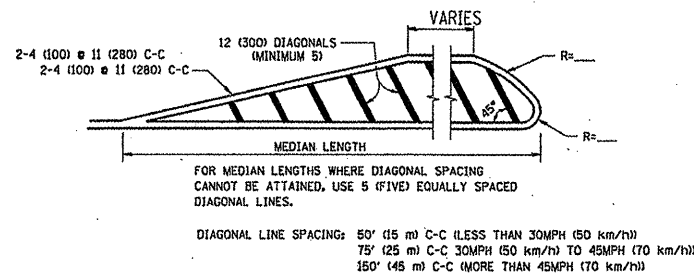 VARIES
2-4 (100) @ 11 (280) C-C
2-4 (100) @ 11 (280) C-C
12 (300) DIAGONALS
(MINIMUM 5)
R=___
45°
R=___
MEDIAN LENGTH
FOR MEDIAN LENGTHS WHERE DIAGONAL SPACING
CANNOT BE ATTAINED, USE 5 (FIVE) EQUALLY SPACED
DIAGONAL LINES.
DIAGONAL LINE SPACING: 50' (15 m) C-C (LESS THAN 30MPH (50 km/h))
75' (25 m) C-C 30MPH (50 km/h) TO 45MPH (70 km/h))
150' (45 m) C-C (MORE THAN 45MPH (70 km/h))